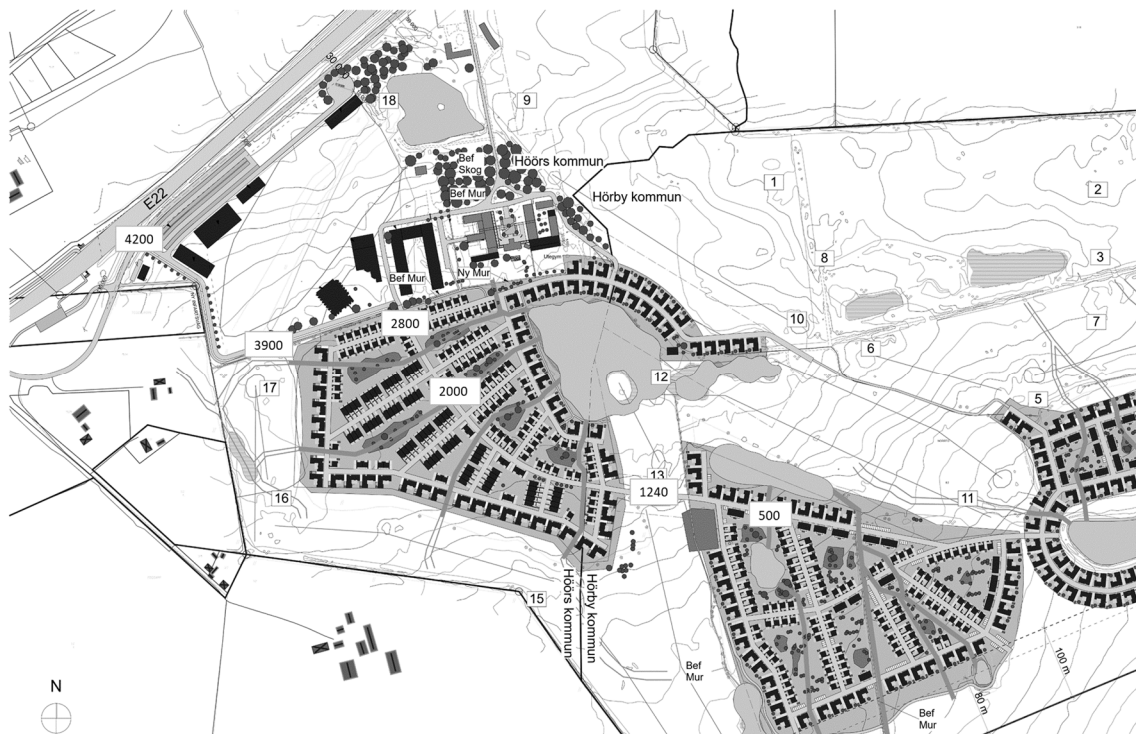 30 000
18
9
Bef
Skog
Höörs kommun
Bef Mur
Hörby kommun
1
2
E22
4200
8
3
Utegym
Bef Mur
Ny Mur
10
7
2800
3900
6
12
17
2000
5
13
16
1240
500
11
Höörs kommun
Hörby kommun
15
Bef
Mur
100 m
80 m
N
Bef
Mur